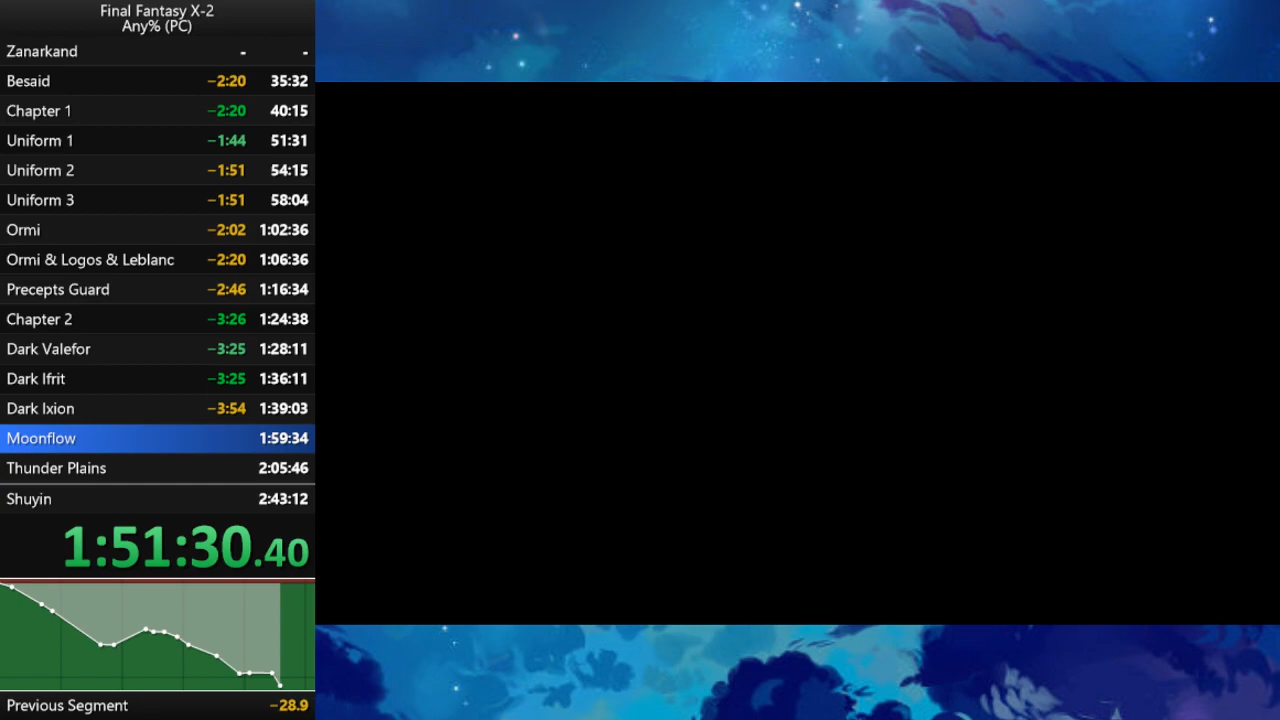 Final Fantasy X-2
Any% (PC)
Zanarkand - -
Besaid −2:20 35:32
Chapter 1 −2:20 40:15
Uniform 1 −1:44 51:31
Uniform 2 −1:51 54:15
Uniform 3 −1:51 58:04
Ormi −2:02 1:02:36
Ormi & Logos & Leblanc −2:20 1:06:36
Precepts Guard −2:46 1:16:34
Chapter 2 −3:26 1:24:38
Dark Valefor −3:25 1:28:11
Dark Ifrit −3:25 1:36:11
Dark Ixion −3:54 1:39:03
Moonflow 1:59:34
Thunder Plains 2:05:46
Shuyin 2:43:12
1:51:30.40
Previous Segment −28.9